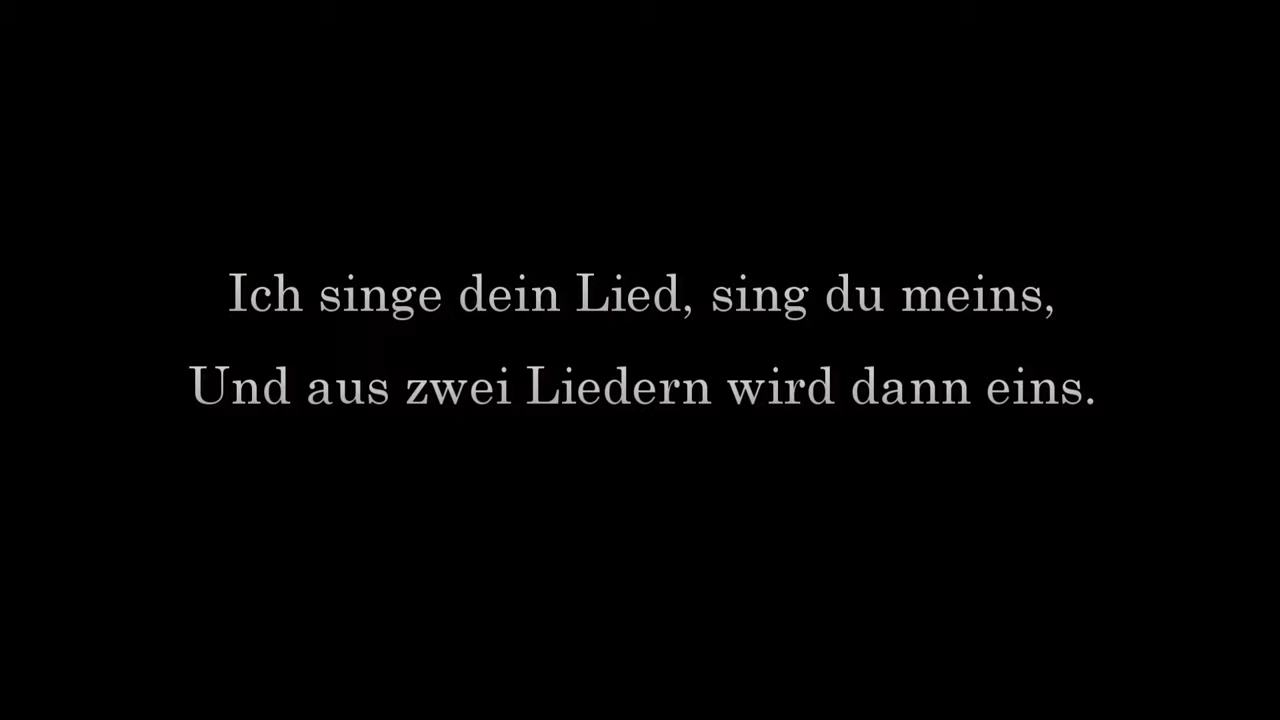 Ich singe dein Lied, sing du meins,
Und aus zwei Liedern wird dann eins.